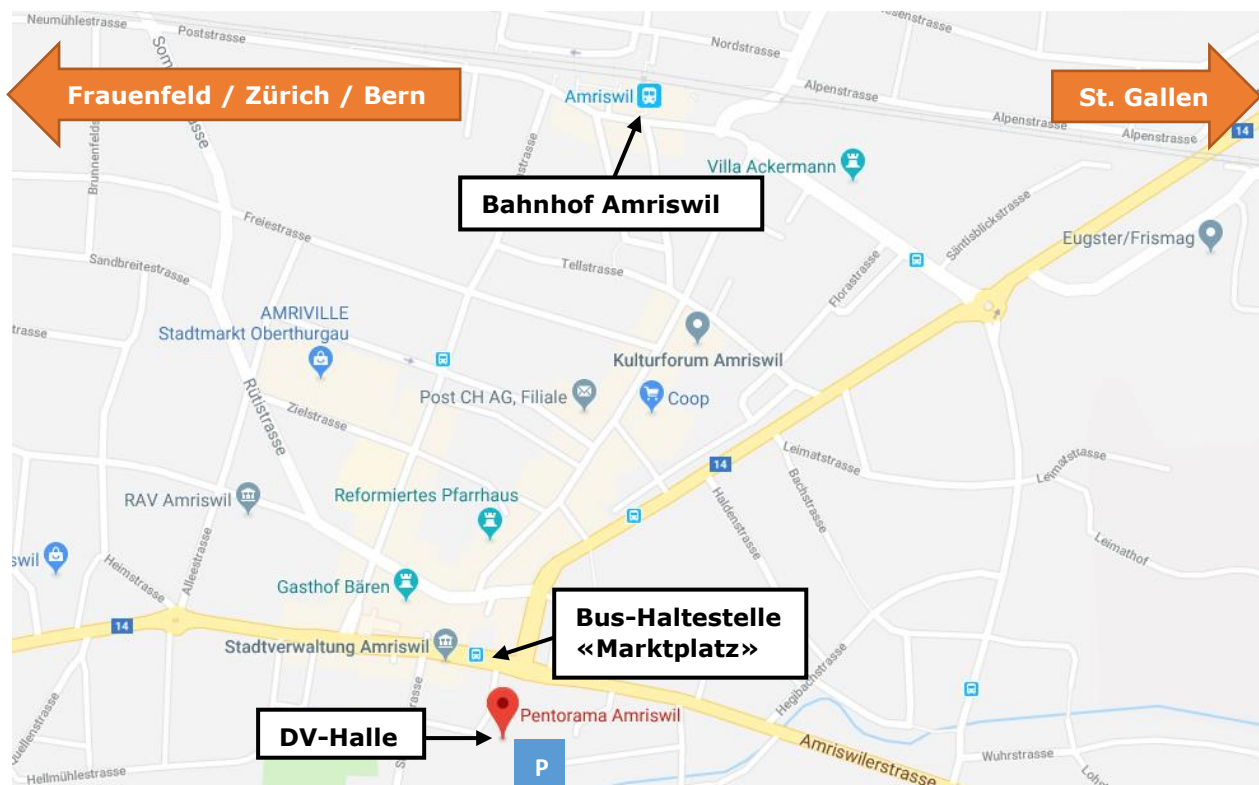 Neumühlestrasse
Poststrasse
Nordstrasse
Frauenfeld / Zürich / Bern
Amriswil
Alpenstrasse
Alpenstrasse
Alpenstrasse
St. Gallen
14
Villa Ackermann
Bahnhof Amriswil
Freiestrasse
Säntisblickstrasse
Eugster/Frismag
Sandbreitestrasse
Tellstrasse
Florastrasse
AMRIVILLE
Stadtmarkt Oberthurgau
Kulturforum Amriswil
Rütistrasse
Post CH AG, Filiale
Coop
Zielstrasse
14
Leimatstrasse
Leimatstrasse
Bachstrasse
Haldenstrasse
RAV Amriswil
Reformiertes Pfarrhaus
Leimathof
Heimstrasse
Alleestrasse
Gasthof Bären
14
Bus-Haltestelle
«Marktplatz»
Stadtverwaltung Amriswil
Hegibachstrasse
Pentorama Amriswil
DV-Halle
P
Amriswilerstrasse
Wuhrstrasse
Quellenstrasse
Hellmühlestrasse